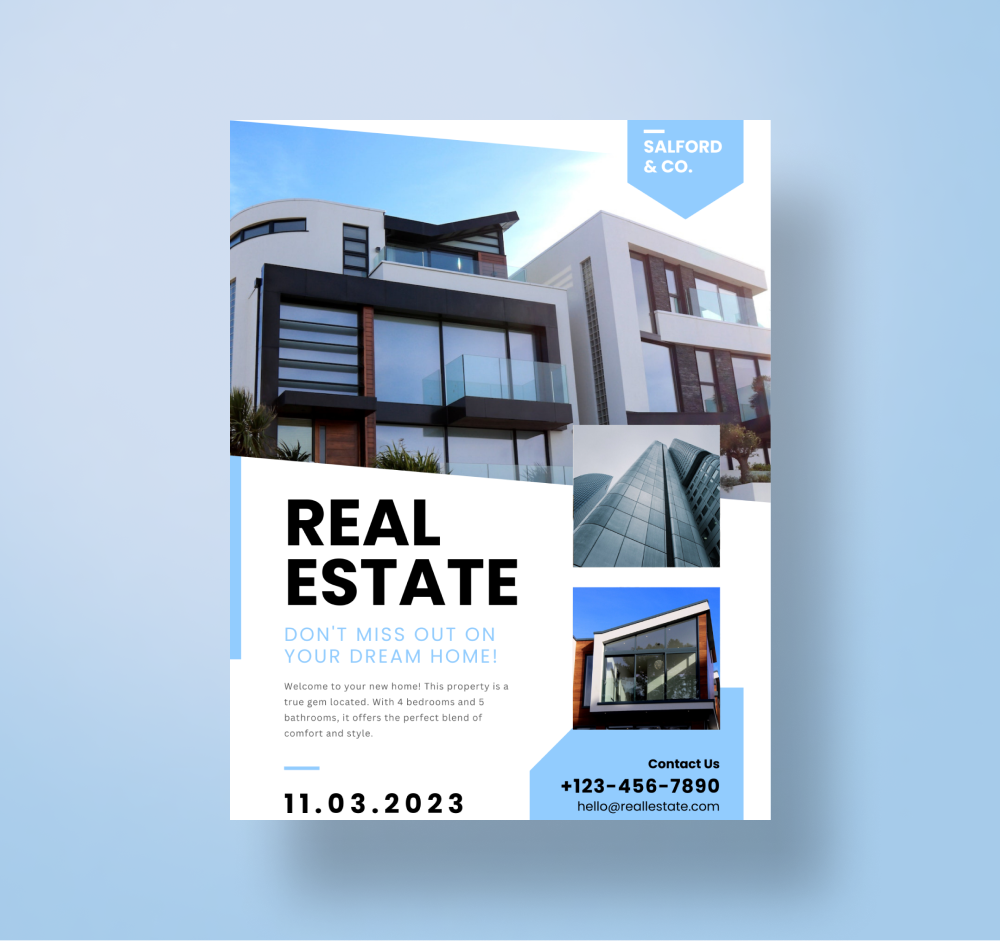 SALFORD
& CO.
REAL
ESTATE
DON'T MISS OUT ON
YOUR DREAM HOME!
Welcome to your new home! This property is a
true gem located. With 4 bedrooms and 5
bathrooms, it offers the perfect blend of
comfort and style.
11.03.2023
Contact Us
+123-456-7890
hello@reallestate.com